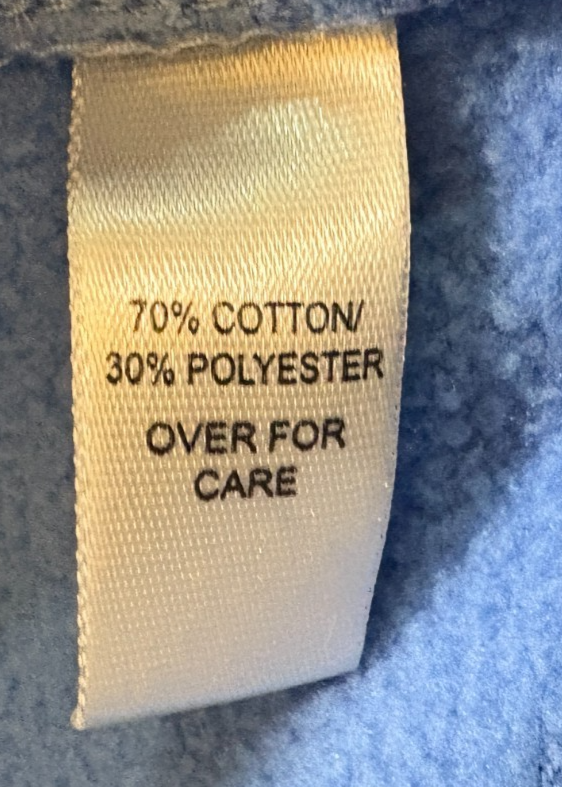 70% COTTON/
30% POLYESTER
OVER FOR
CARE